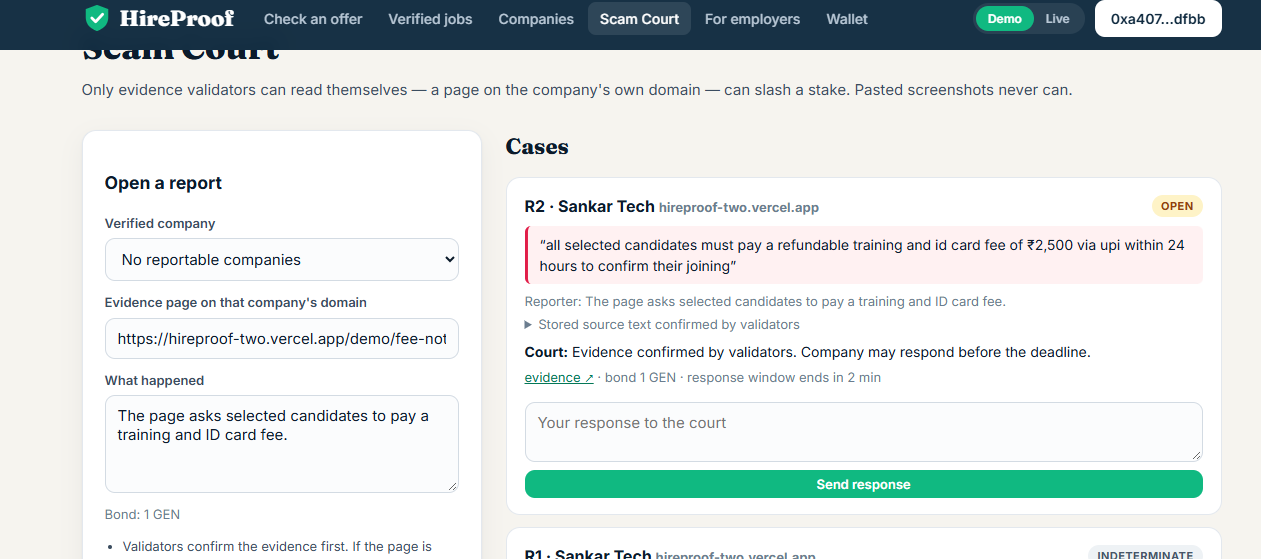 HireProof
Check an offer
Verified jobs
Companies
Scam Court
For employers
Wallet
Demo
Live
0xa407...dfbb
Scam Court
Only evidence validators can read themselves — a page on the company's own domain — can slash a stake. Pasted screenshots never can.
Open a report
Verified company
No reportable companies
Evidence page on that company's domain
https://hireproof-two.vercel.app/demo/fee-not
What happened
The page asks selected candidates to pay a
training and ID card fee.
Bond: 1 GEN
• Validators confirm the evidence first. If the page is
Cases
R2 · Sankar Tech hireproof-two.vercel.app
OPEN
“all selected candidates must pay a refundable training and id card fee of ₹2,500 via upi within 24
hours to confirm their joining”
Reporter: The page asks selected candidates to pay a training and ID card fee.
▶ Stored source text confirmed by validators
Court: Evidence confirmed by validators. Company may respond before the deadline.
evidence ↗ · bond 1 GEN · response window ends in 2 min
Your response to the court
Send response
R1 · Sankar Tech hireproof-two.vercel.app
INDETERMINATE